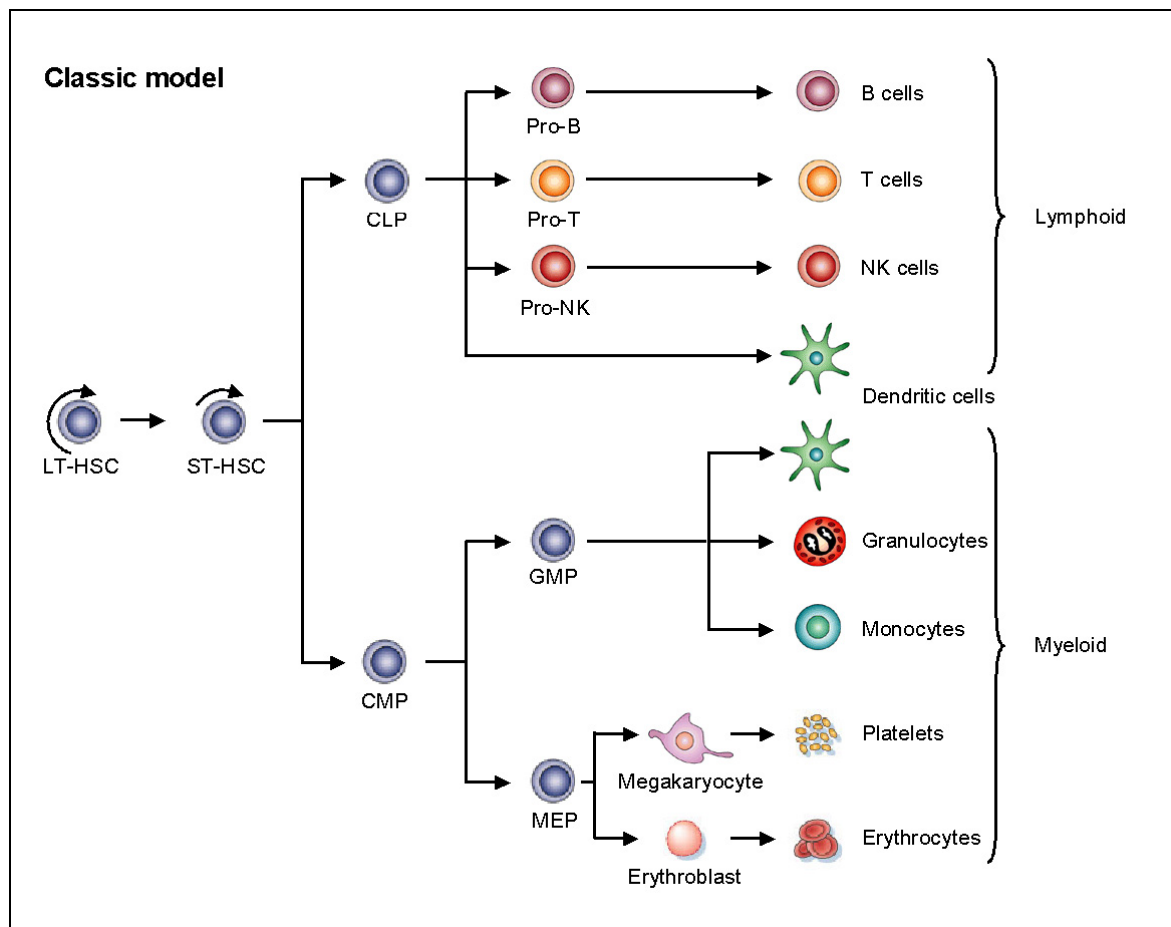 Classic model
B cells
Pro-B
T cells
CLP
Pro-T
Lymphoid
NK cells
Pro-NK
Dendritic cells
LT-HSC
ST-HSC
Granulocytes
GMP
Monocytes
Myeloid
CMP
Platelets
Megakaryocyte
MEP
Erythrocytes
Erythroblast